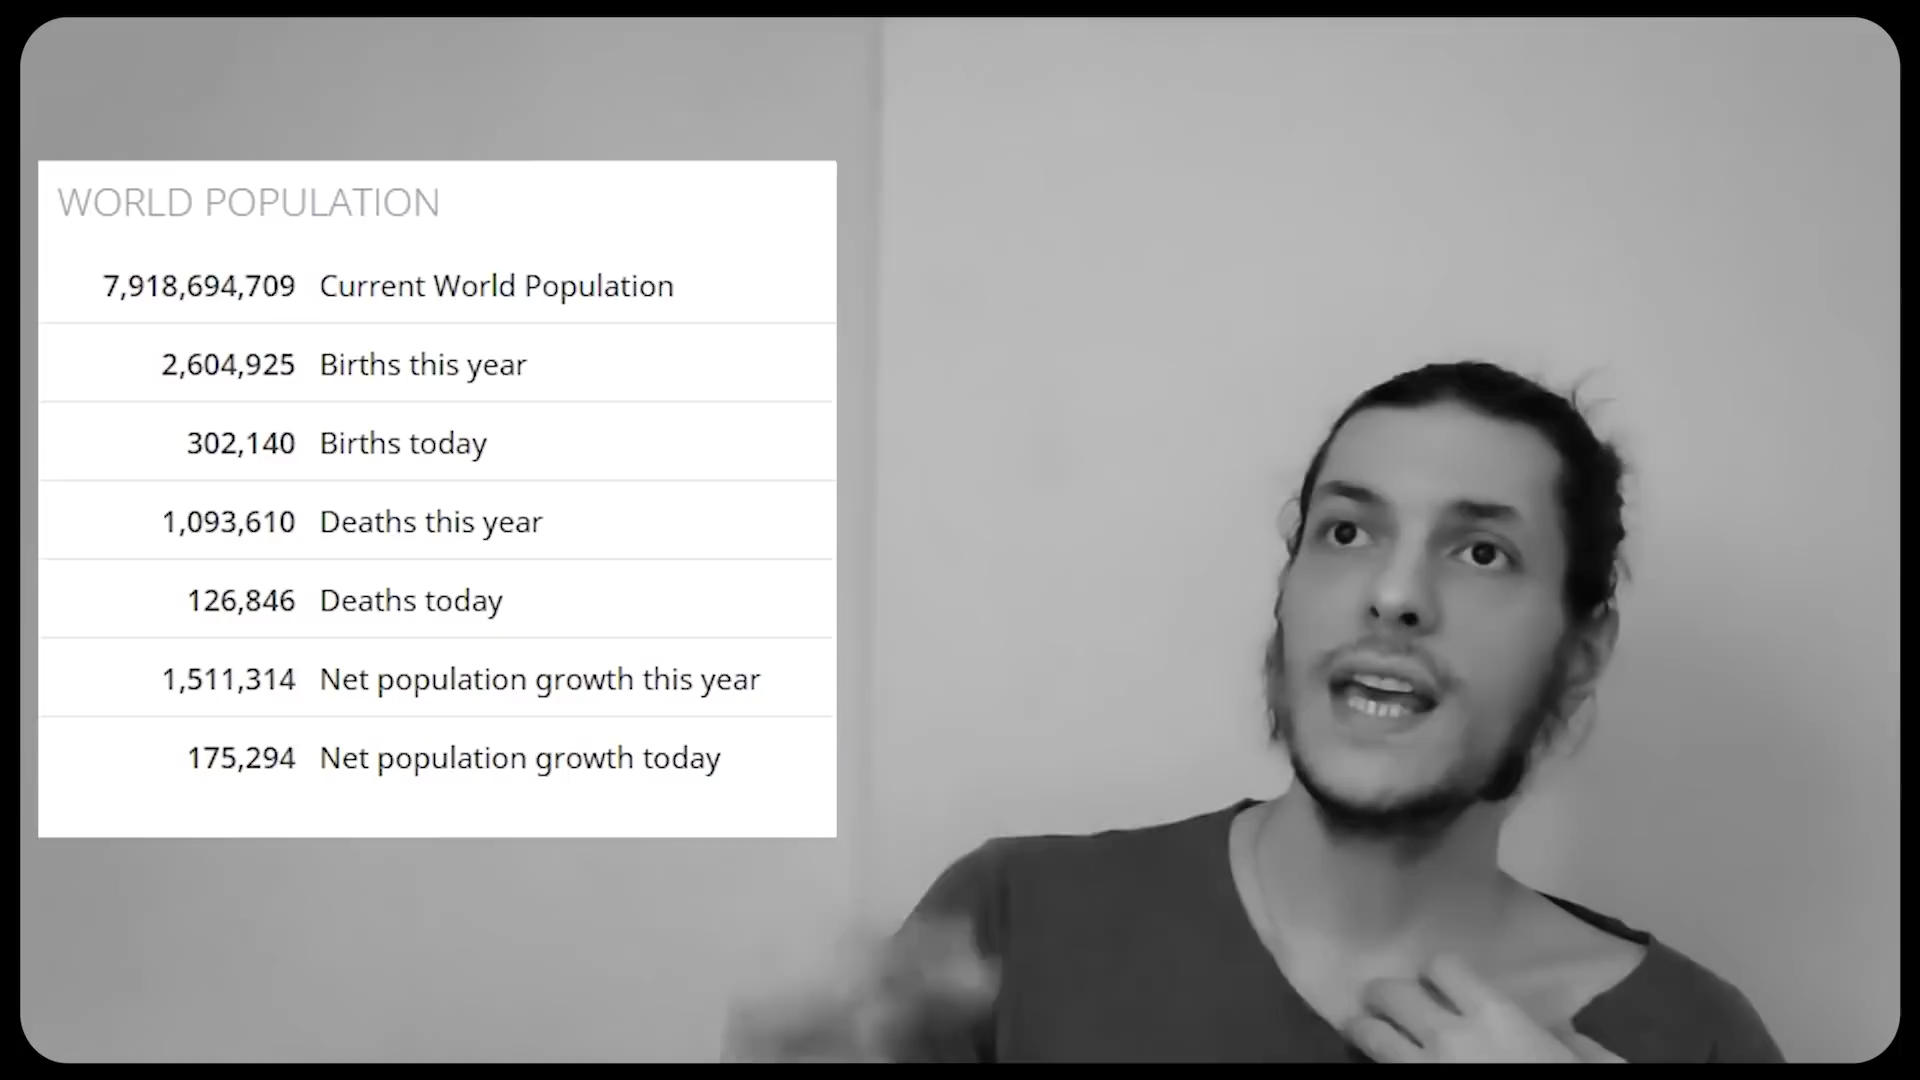 WORLD POPULATION
7,918,694,709 Current World Population
2,604,925 Births this year
302,140 Births today
1,093,610 Deaths this year
126,846 Deaths today
1,511,314 Net population growth this year
175,294 Net population growth today